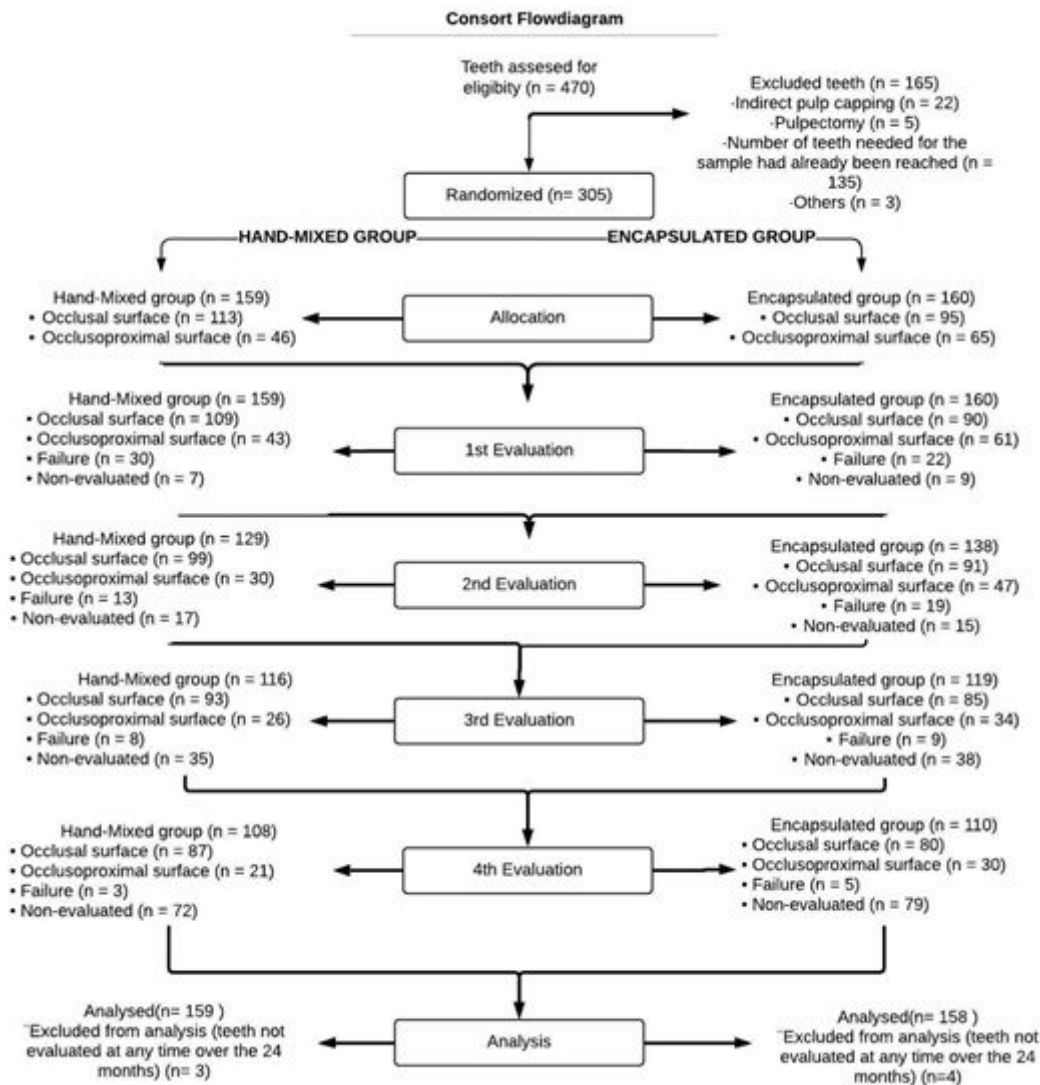 Consort Flowdiagram
Teeth assesed for
eligibity (n = 470)
Excluded teeth (n = 165)
·Indirect pulp capping (n = 22)
·Pulpectomy (n = 5)
·Number of teeth needed for the
sample had already been reached (n =
135)
·Others (n = 3)
Randomized (n= 305)
HAND-MIXED GROUP
ENCAPSULATED GROUP
Hand-Mixed group (n = 159)
• Occlusal surface (n = 113)
• Occlusoproximal surface (n = 46)
Allocation
Encapsulated group (n = 160)
• Occlusal surface (n = 95)
• Occlusoproximal surface (n = 65)
Hand-Mixed group (n = 159)
• Occlusal surface (n = 109)
• Occlusoproximal surface (n = 43)
• Failure (n = 30)
• Non-evaluated (n = 7)
1st Evaluation
Encapsulated group (n = 160)
• Occlusal surface (n = 90)
• Occlusoproximal surface (n = 61)
• Failure (n = 22)
• Non-evaluated (n = 9)
Hand-Mixed group (n = 129)
• Occlusal surface (n = 99)
• Occlusoproximal surface (n = 30)
• Failure (n = 13)
• Non-evaluated (n = 17)
2nd Evaluation
Encapsulated group (n = 138)
• Occlusal surface (n = 91)
• Occlusoproximal surface (n = 47)
• Failure (n = 19)
• Non-evaluated (n = 15)
Hand-Mixed group (n = 116)
• Occlusal surface (n = 93)
• Occlusoproximal surface (n = 26)
• Failure (n = 8)
• Non-evaluated (n = 35)
3rd Evaluation
Encapsulated group (n = 119)
• Occlusal surface (n = 85)
• Occlusoproximal surface (n = 34)
• Failure (n = 9)
• Non-evaluated (n = 38)
Hand-Mixed group (n = 108)
• Occlusal surface (n = 87)
• Occlusoproximal surface (n = 21)
• Failure (n = 3)
• Non-evaluated (n = 72)
4th Evaluation
Encapsulated group (n = 110)
• Occlusal surface (n = 80)
• Occlusoproximal surface (n = 30)
• Failure (n = 5)
• Non-evaluated (n = 79)
Analysed(n= 159 )
¨Excluded from analysis (teeth not
evaluated at any time over the 24
months) (n= 3)
Analysis
Analysed(n= 158 )
¨Excluded from analysis (teeth not
evaluated at any time over the 24
months) (n=4)